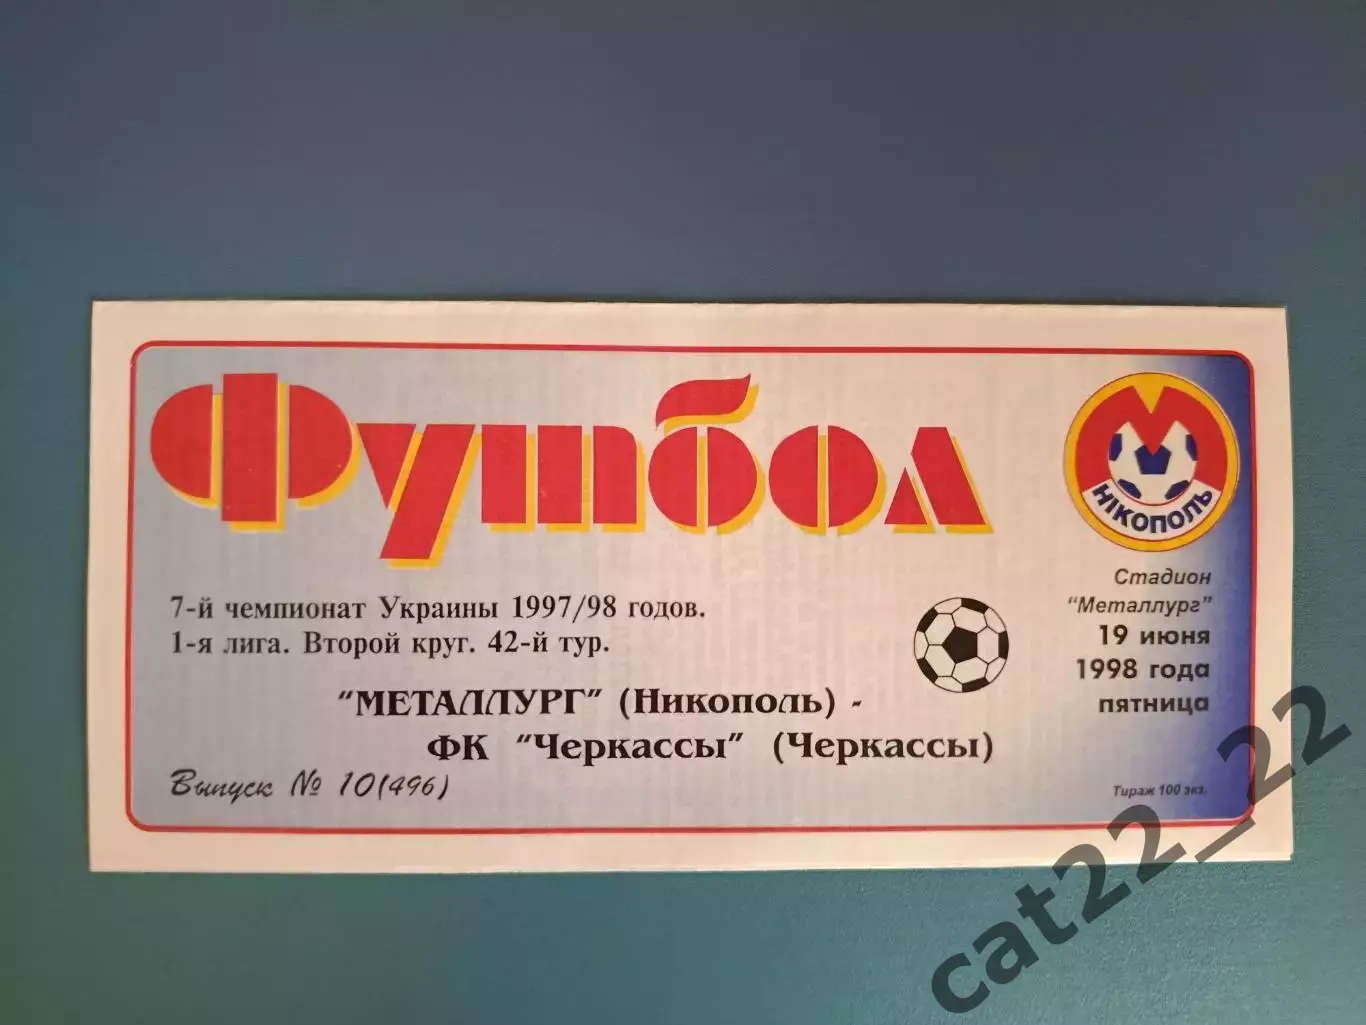 Футбол
М
НІКОПОЛЬ
Стадион
"Металлург"
19 июня
1998 года
пятница
7-й чемпионат Украины 1997/98 годов.
1-я лига. Второй круг. 42-й тур.
"МЕТАЛЛУРГ" (Никополь) -
ФК "Черкассы" (Черкассы)
Выпуск № 10(496)
Тираж 100 экз.
cat22_22